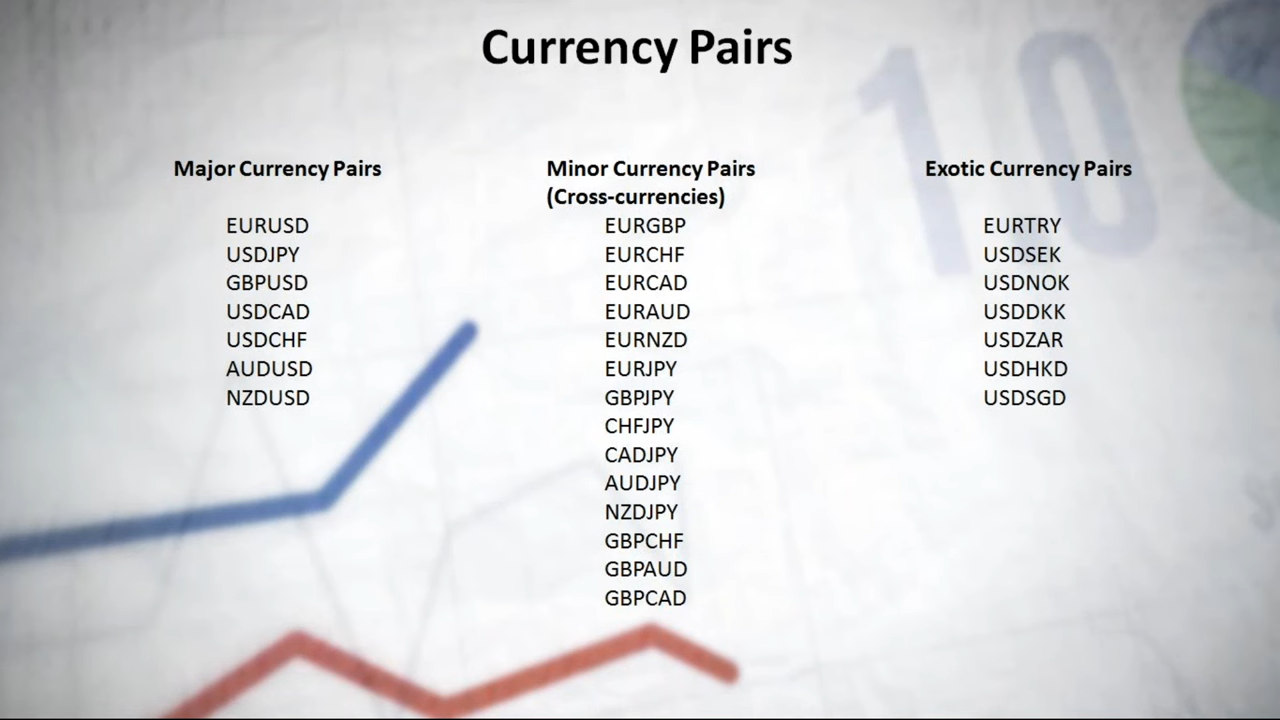 Currency Pairs
Major Currency Pairs
EURUSD
USDJPY
GBPUSD
USDCAD
USDCHF
AUDUSD
NZDUSD
Minor Currency Pairs
(Cross-currencies)
EURGBP
EURCHF
EURCAD
EURAUD
EURNZD
EURJPY
GBPJPY
CHFJPY
CADJPY
AUDJPY
NZDJPY
GBPCHF
GBPAUD
GBPCAD
Exotic Currency Pairs
EURTRY
USDSEK
USDNOK
USDDKK
USDZAR
USDHKD
USDSGD
10